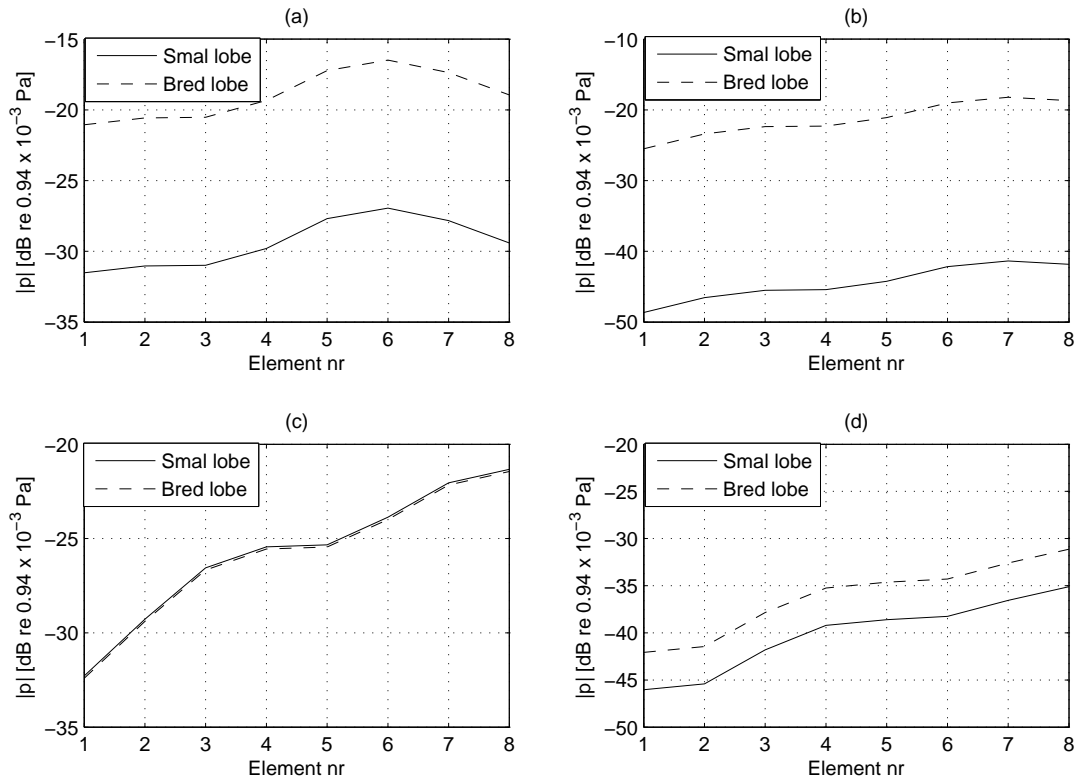 (a)
|p| [dB re 0.94 x 10⁻³ Pa]
−15
−20
−25
−30
−35
Smal lobe
Bred lobe
1 2 3 4 5 6 7 8
Element nr
(b)
|p| [dB re 0.94 x 10⁻³ Pa]
−10
−20
−30
−40
−50
Smal lobe
Bred lobe
1 2 3 4 5 6 7 8
Element nr
(c)
|p| [dB re 0.94 x 10⁻³ Pa]
−20
−25
−30
−35
Smal lobe
Bred lobe
1 2 3 4 5 6 7 8
Element nr
(d)
|p| [dB re 0.94 x 10⁻³ Pa]
−20
−25
−30
−35
−40
−45
−50
Smal lobe
Bred lobe
1 2 3 4 5 6 7 8
Element nr